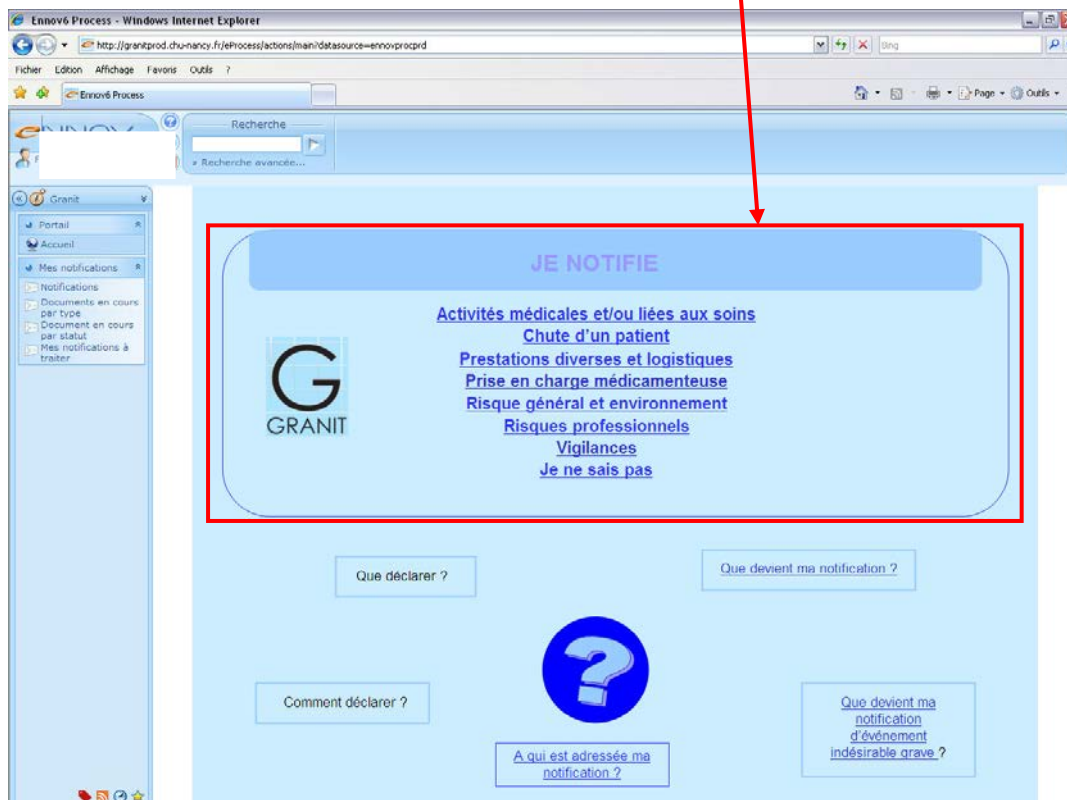 Ennov6 Process - Windows Internet Explorer
http://granitprod.chu-nancy.fr/eProcess/actions/main?datasource=ennovprocprd
Bing
Fichier Edition Affichage Favoris Outils ?
Ennov6 Process
Page
Outils
Recherche
» Recherche avancée...
Granit
Portail
Accueil
Mes notifications
Notifications
Documents en cours
par type
Document en cours
par statut
Mes notifications à
traiter
JE NOTIFIE
GRANIT
Activités médicales et/ou liées aux soins
Chute d'un patient
Prestations diverses et logistiques
Prise en charge médicamenteuse
Risque général et environnement
Risques professionnels
Vigilances
Je ne sais pas
Que déclarer ?
Que devient ma notification ?
Comment déclarer ?
?
A qui est adressée ma
notification ?
Que devient ma
notification
d'événement
indésirable grave ?